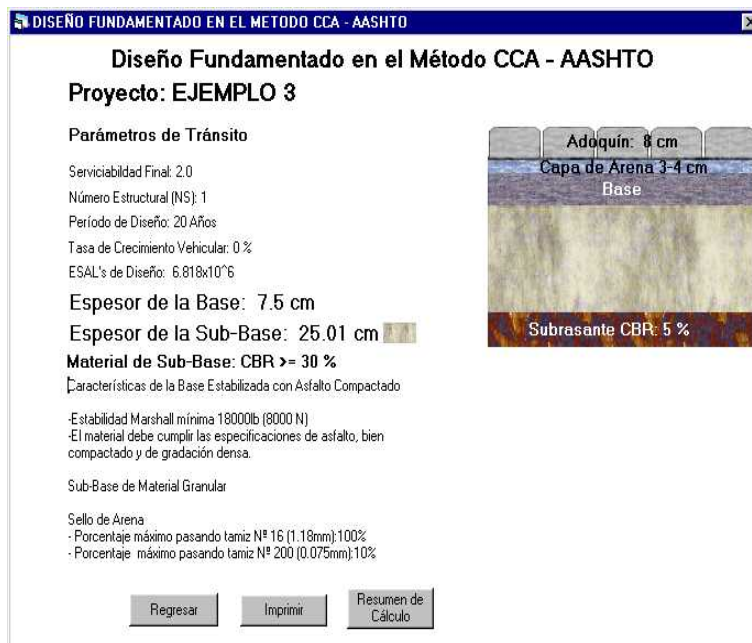 DISEÑO FUNDAMENTADO EN EL METODO CCA - AASHTO
Diseño Fundamentado en el Método CCA - AASHTO
Proyecto: EJEMPLO 3
Parámetros de Tránsito
Serviciabildad Final: 2.0
Número Estructural (NS): 1
Período de Diseño: 20 Años
Tasa de Crecimiento Vehicular: 0 %
ESAL's de Diseño: 6.818x10^6
Espesor de la Base: 7.5 cm
Espesor de la Sub-Base: 25.01 cm
Material de Sub-Base: CBR >= 30 %
Características de la Base Estabilizada con Asfalto Compactado
-Estabilidad Marshall mínima 18000lb (8000 N)
-El material debe cumplir las especificaciones de asfalto, bien
compactado y de gradación densa.
Sub-Base de Material Granular
Sello de Arena
- Porcentaje máximo pasando tamiz Nº 16 (1.18mm):100%
- Porcentaje máximo pasando tamiz Nº 200 (0.075mm):10%
Adoquín: 8 cm
Capa de Arena 3-4 cm
Base
Subrasante CBR: 5 %
Regresar
Imprimir
Resumen de
Cálculo